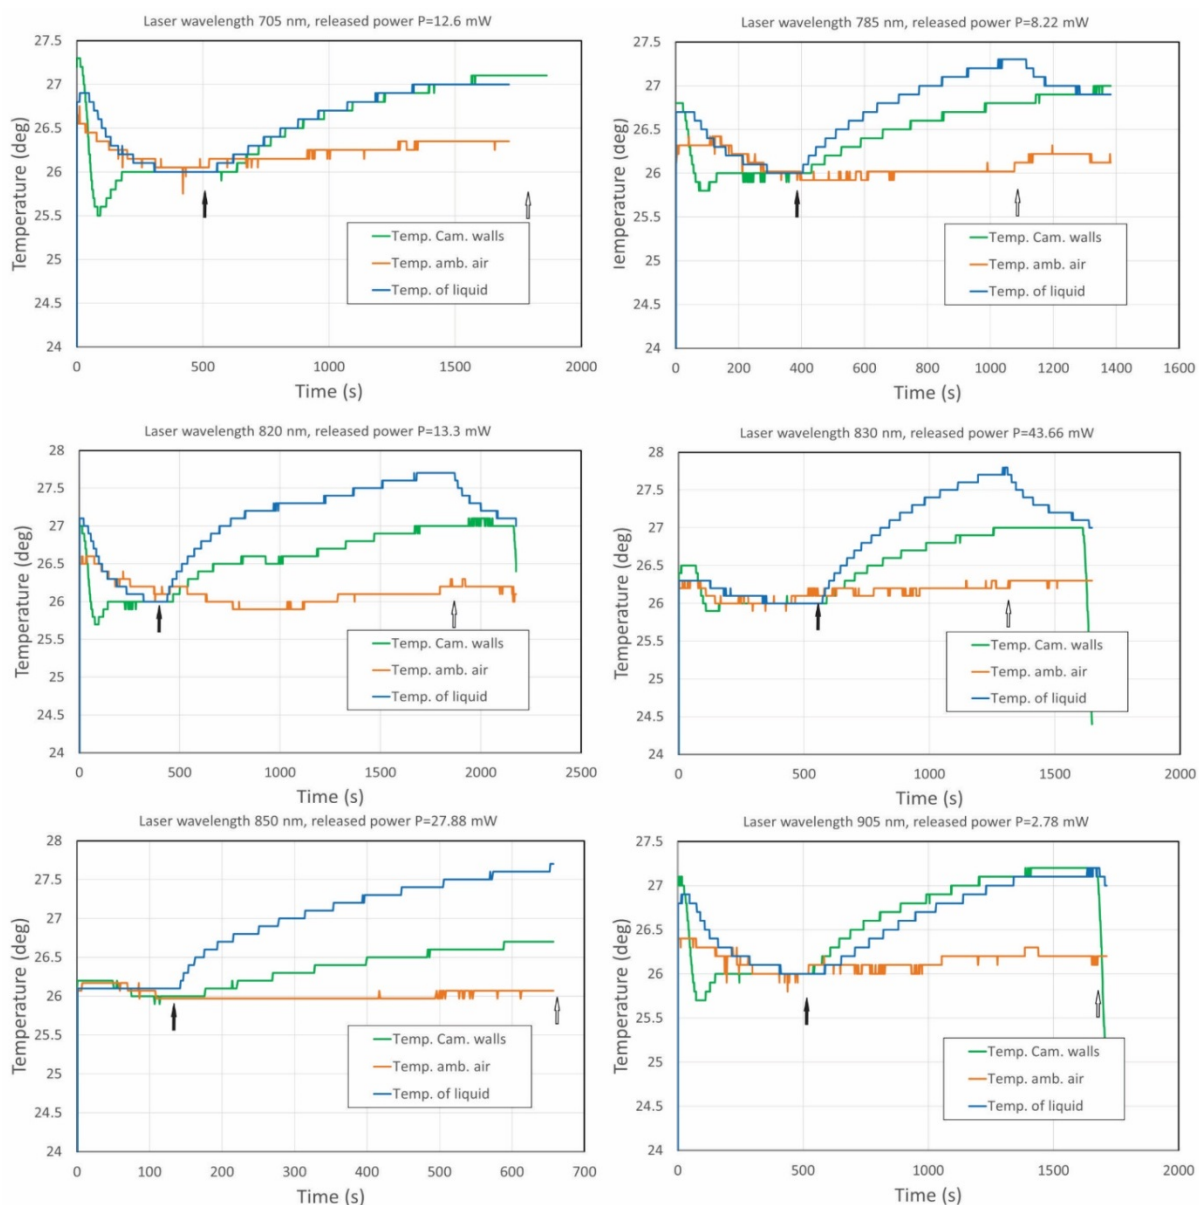 Laser wavelength 705 nm, released power P=12.6 mW
27.5
27
26.5
26
25.5
25
24.5
24
Temperature (deg)
Temp. Cam. walls
Temp. amb. air
Temp. of liquid
0 500 1000 1500 2000
Time (s)
Laser wavelength 785 nm, released power P=8.22 mW
27.5
27
26.5
26
25.5
25
24.5
24
Iemperature (deg)
Temp. Cam. walls
Temp. amb. air
Temp. of liquid
0 200 400 600 800 1000 1200 1400 1600
Time (s)
Laser wavelength 820 nm, released power P=13.3 mW
28
27.5
27
26.5
26
25.5
25
24.5
24
Temperature (deg)
Temp. Cam. walls
Temp. amb. air
Temp. of liquid
0 500 1000 1500 2000 2500
Time (s)
Laser wavelength 830 nm, released power P=43.66 mW
28
27.5
27
26.5
26
25.5
25
24.5
24
Temperature (deg)
Temp. Cam. walls
Temp. amb. air
Temp. of liquid
0 500 1000 1500 2000
Time (s)
Laser wavelength 850 nm, released power P=27.88 mW
28
27.5
27
26.5
26
25.5
25
24.5
24
Temperature (deg)
Temp. Cam. walls
Temp. amb. air
Temp. of liquid
0 100 200 300 400 500 600 700
Time (s)
Laser wavelength 905 nm, released power P=2.78 mW
27.5
27
26.5
26
25.5
25
24.5
24
Temperature (deg)
Temp. Cam. walls
Temp. amb. air
Temp. of liquid
0 500 1000 1500 2000
Time (s)